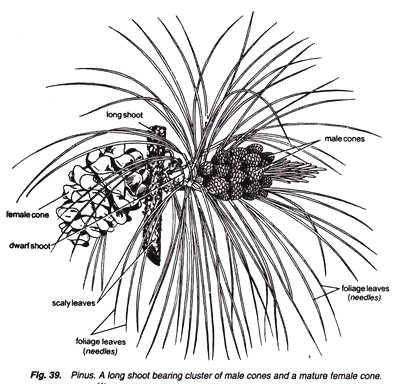 long shoot
male cones
female cone
dwarf shoot
scaly leaves
foliage leaves
(needles)
foliage leaves
(needles)
Fig. 39. Pinus. A long shoot bearing cluster of male cones and a mature female cone.